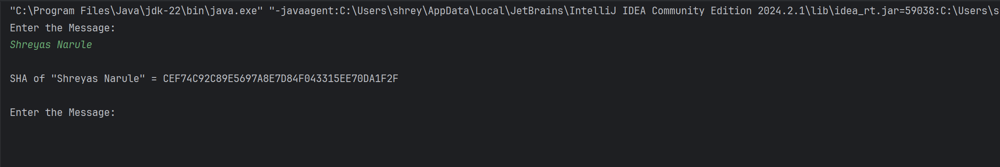 "C:\Program Files\Java\jdk-22\bin\java.exe" "-javaagent:C:\Users\shrey\AppData\Local\JetBrains\IntelliJ IDEA Community Edition 2024.2.1\lib\idea_rt.jar=59038:C:\Users\s
Enter the Message:
Shreyas Narule
SHA of "Shreyas Narule" = CEF74C92C89E5697A8E7D84F043315EE70DA1F2F
Enter the Message: